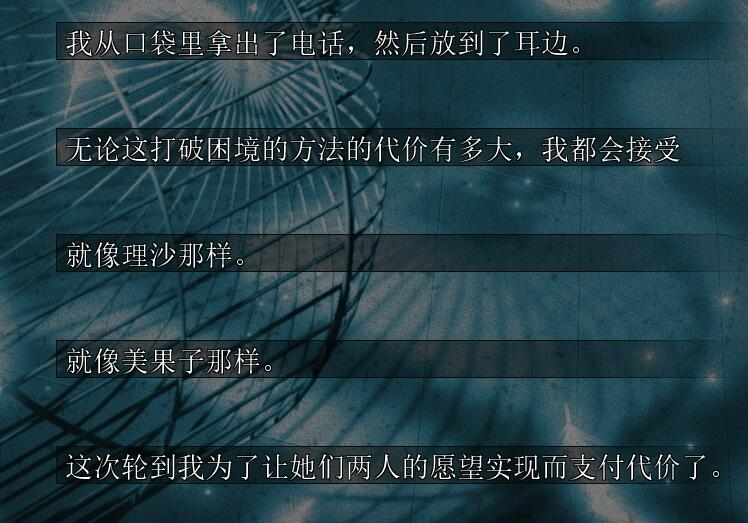 我从口袋里拿出了电话，然后放到了耳边。
无论这打破困境的方法的代价有多大，我都会接受
就像理沙那样。
就像美果子那样。
这次轮到我为了让她们两人的愿望实现而支付代价了。